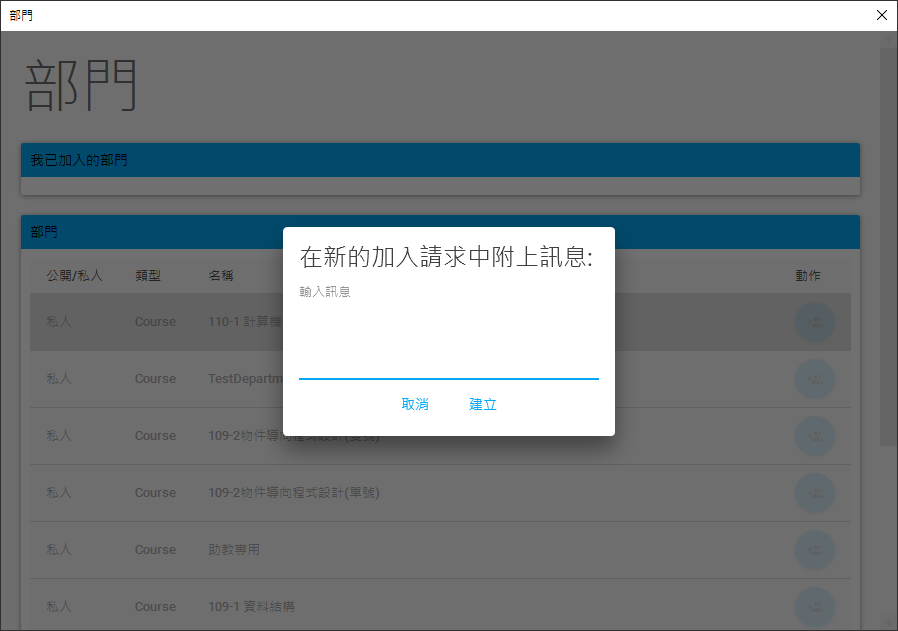 部門
部門
我已加入的部門
部門
在新的加入請求中附上訊息:
輸入訊息
取消 建立
公開/私人 類型 名稱 動作
私人 Course 110-1 計算機
私人 Course TestDepartm
私人 Course 109-2物件導向程式設計(雙號)
私人 Course 109-2物件導向程式設計(單號)
私人 Course 助教專用
私人 Course 109-1 資料結構